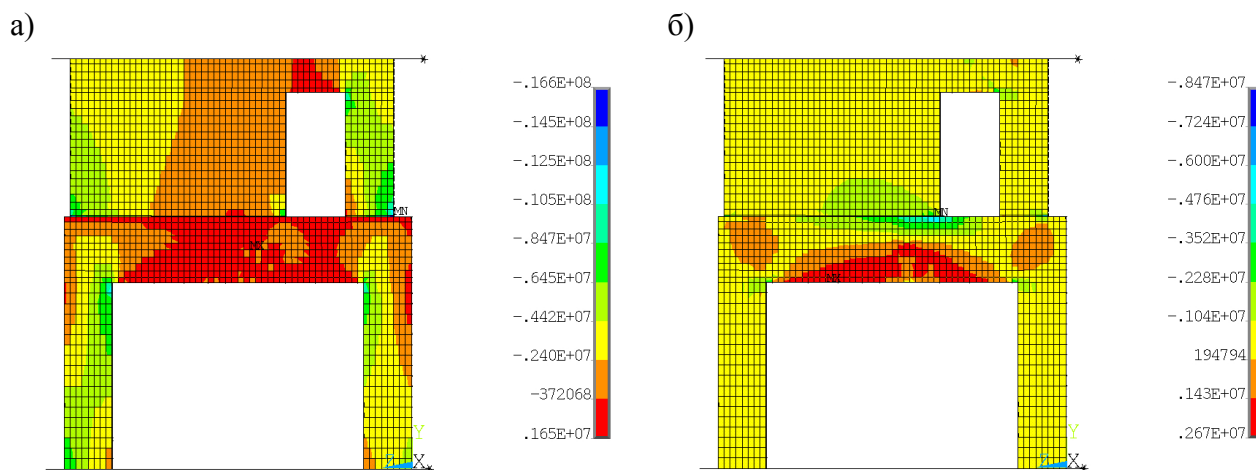 а)
б)
-.166E+08
-.145E+08
-.125E+08
-.105E+08
-.847E+07
-.645E+07
-.442E+07
-.240E+07
-372068
.165E+07
MN
MX
Y
Z
X
-.847E+07
-.724E+07
-.600E+07
-.476E+07
-.352E+07
-.228E+07
-.104E+07
194794
.143E+07
.267E+07
MN
MX
Y
Z
X